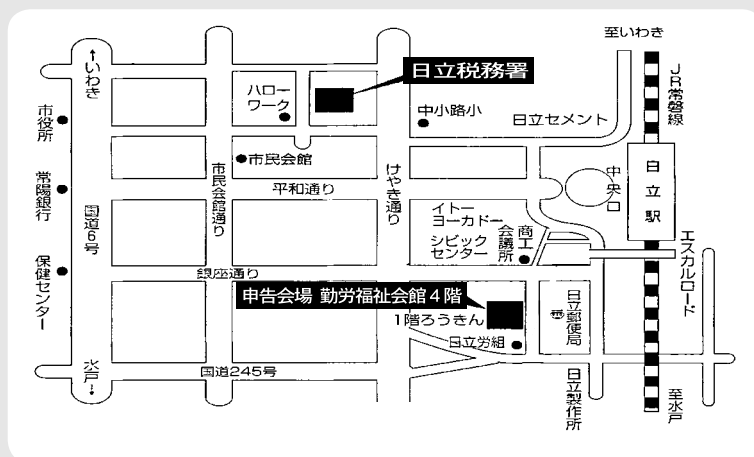 至いわき
↑いわき
日立税務署
JR常磐線
ハロー
ワーク
市役所
中小路小
日立セメント
市民会館
市民会館通り
けやき通り
日立駅
中央口
平和通り
常陽銀行
国道6号
イトー
ヨーカドー
シビック
センター
商工
会議所
エスカルロード
保健センター
銀座通り
申告会場 勤労福祉会館4階
1階ろうきん
日立郵便局
日立労組
水戸↓
国道245号
日立製作所
至水戸